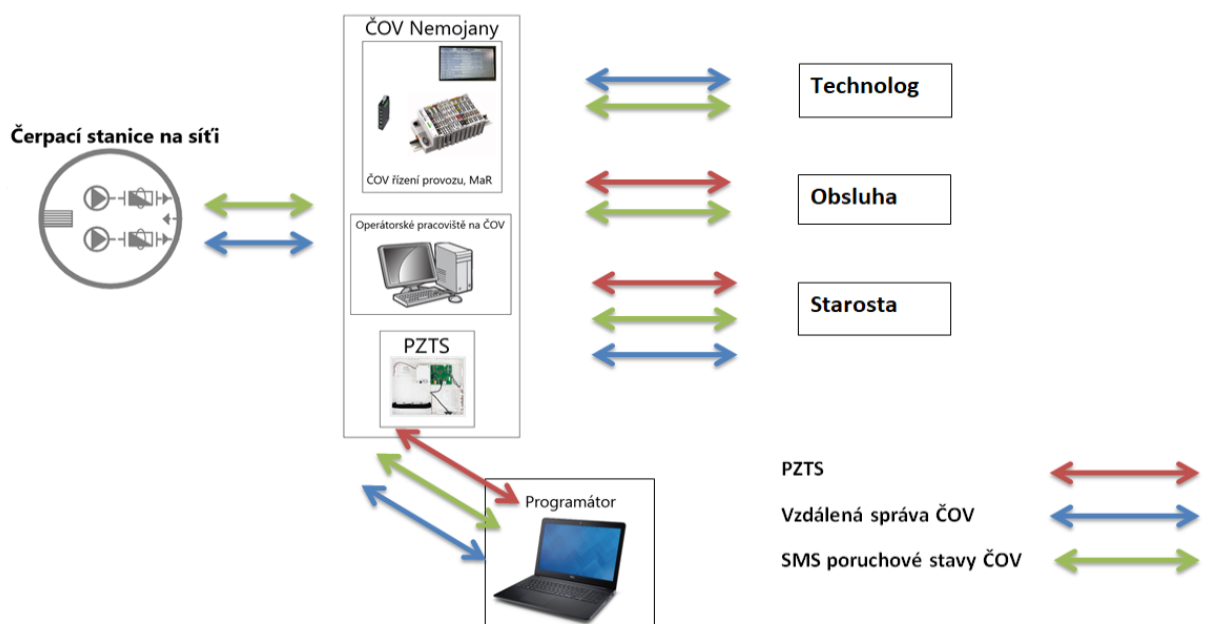 ČOV Nemojany
ČOV řízení provozu, MaR
Čerpací stanice na síťi
Operátorské pracoviště na ČOV
PZTS
Programátor
Technolog
Obsluha
Starosta
PZTS
Vzdálená správa ČOV
SMS poruchové stavy ČOV